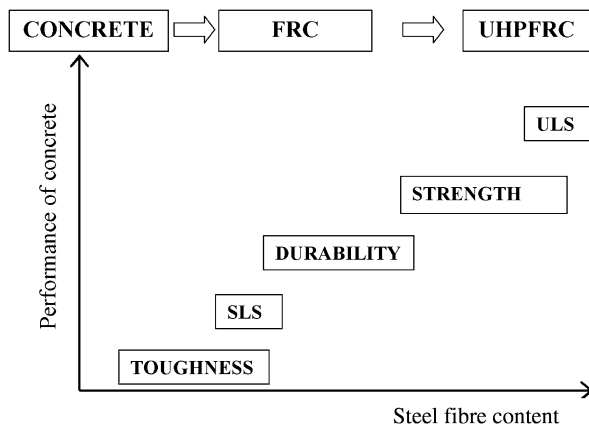 CONCRETE
FRC
UHPFRC
ULS
STRENGTH
DURABILITY
SLS
TOUGHNESS
Performance of concrete
Steel fibre content